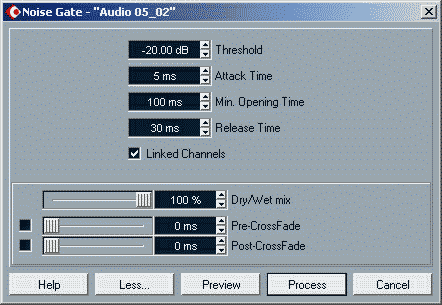 Noise Gate - "Audio 05_02"
-20.00 dB Threshold
5 ms Attack Time
100 ms Min. Opening Time
30 ms Release Time
Linked Channels
100 % Dry/Wet mix
0 ms Pre-CrossFade
0 ms Post-CrossFade
Help Less... Preview Process Cancel